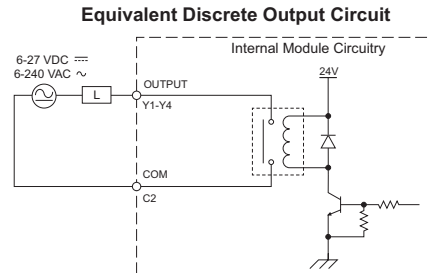 Equivalent Discrete Output Circuit
Internal Module Circuitry
6-27 VDC ⎓
6-240 VAC ∿
OUTPUT
24V
L
Y1-Y4
COM
C2